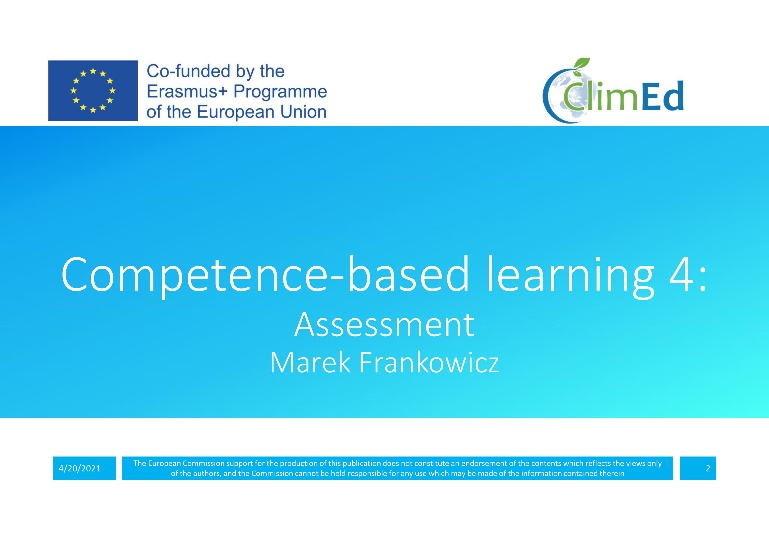 Co-funded by the
Erasmus+ Programme
of the European Union
ClimEd
Competence-based learning 4:
Assessment
Marek Frankowicz
4/20/2021
The European Commission support for the production of this publication does not constitute an endorsement of the contents which reflects the views only
of the authors, and the Commission cannot be held responsible for any use which may be made of the information contained therein
2